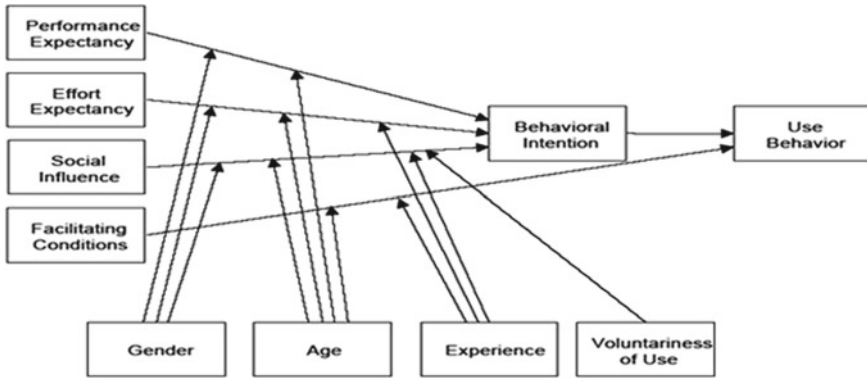 Performance
Expectancy
Effort
Expectancy
Social
Influence
Facilitating
Conditions
Behavioral
Intention
Use
Behavior
Gender
Age
Experience
Voluntariness
of Use